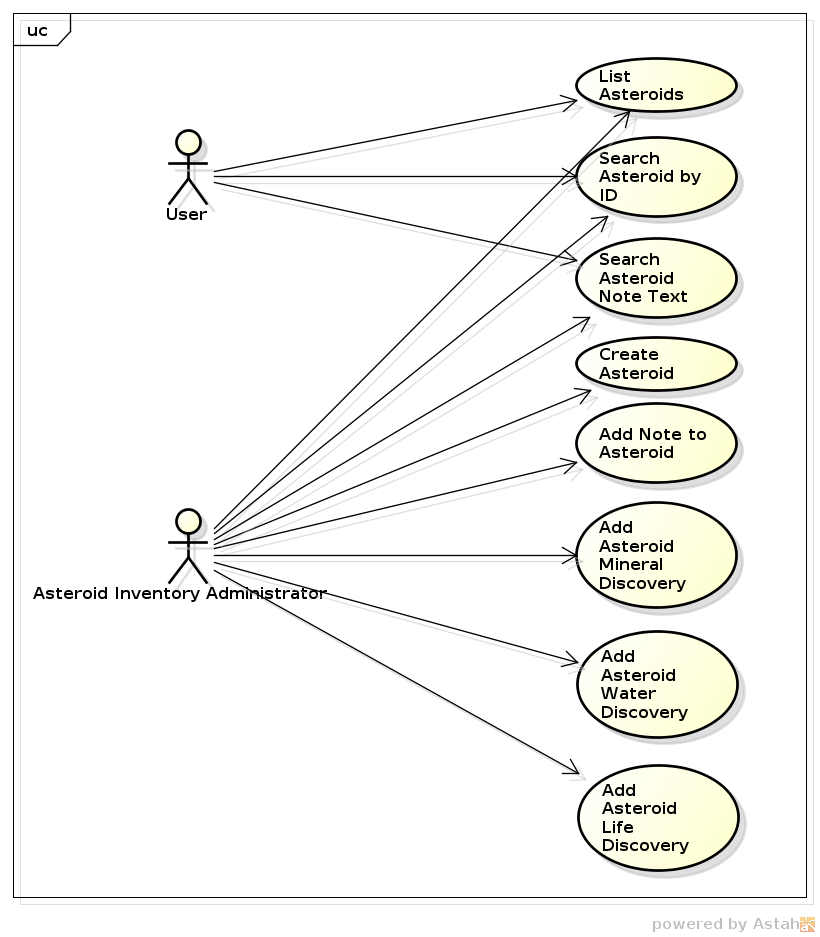 uc
List
Asteroids
User
Search
Asteroid by
ID
Search
Asteroid
Note Text
Create
Asteroid
Add Note to
Asteroid
Asteroid Inventory Administrator
Add
Asteroid
Mineral
Discovery
Add
Asteroid
Water
Discovery
Add
Asteroid
Life
Discovery
powered by Astah